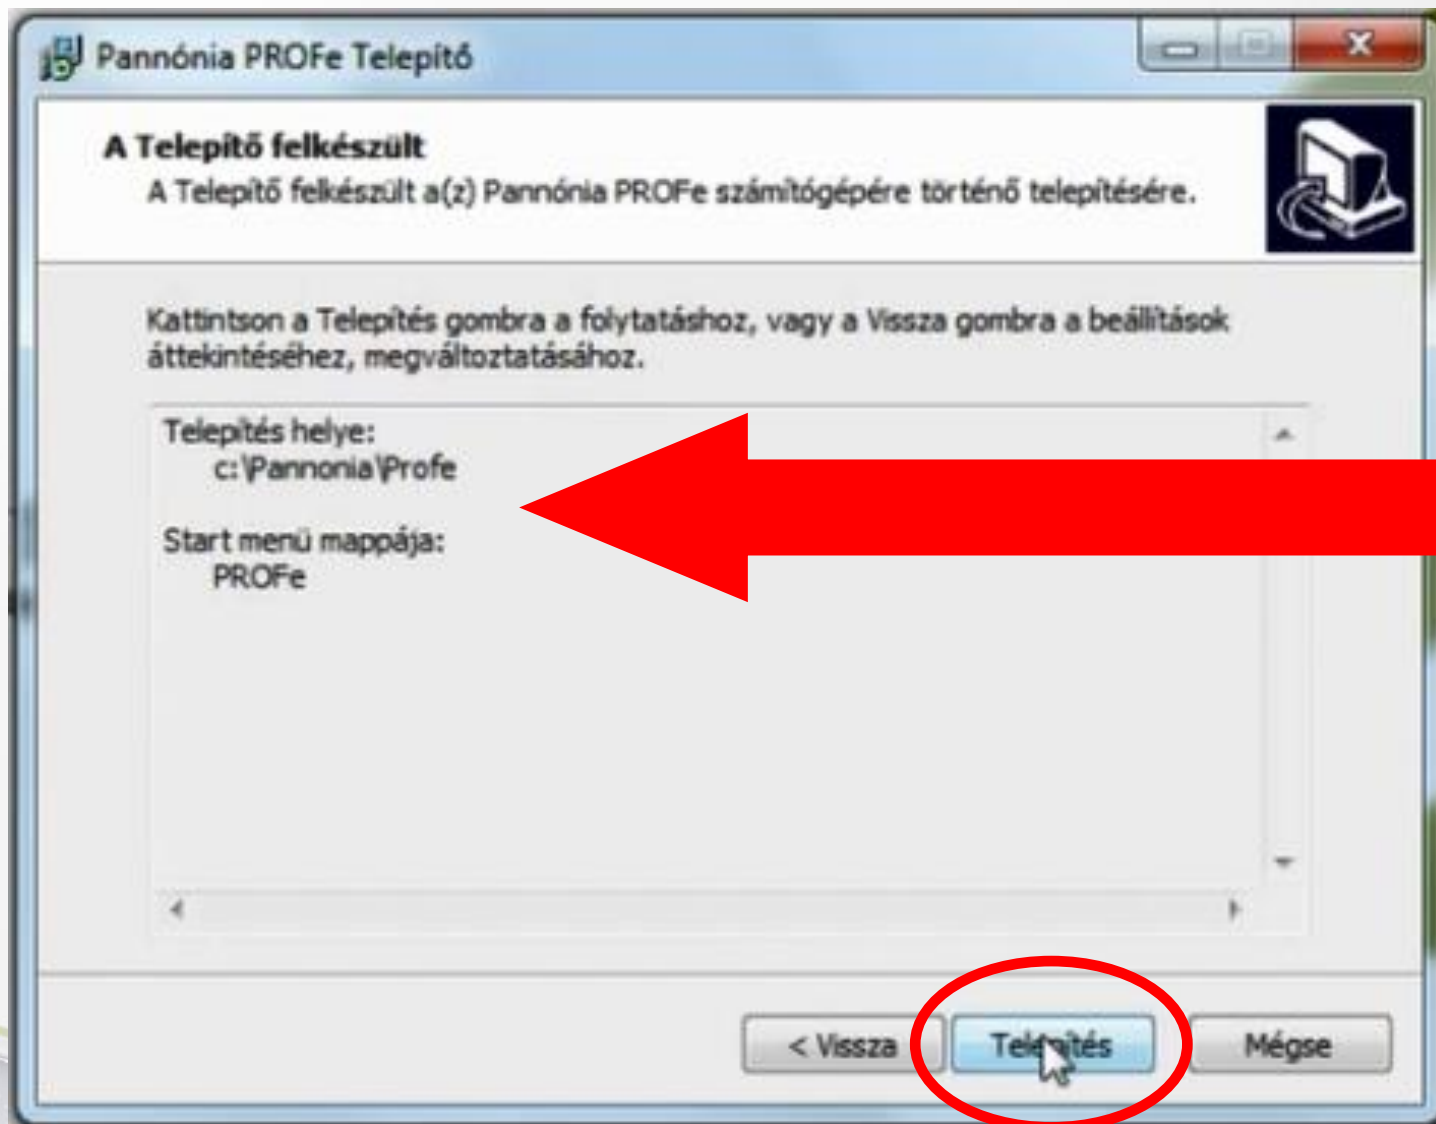 Pannónia PROFe Telepítő
A Telepítő felkészült
A Telepítő felkészült a(z) Pannónia PROFe számítógépére történő telepítésére.
Kattintson a Telepítés gombra a folytatáshoz, vagy a Vissza gombra a beállítások
áttekintéséhez, megváltoztatásához.
Telepítés helye:
c:\Pannonia\Profe
Start menü mappája:
PROFe
< Vissza
Telepítés
Mégse